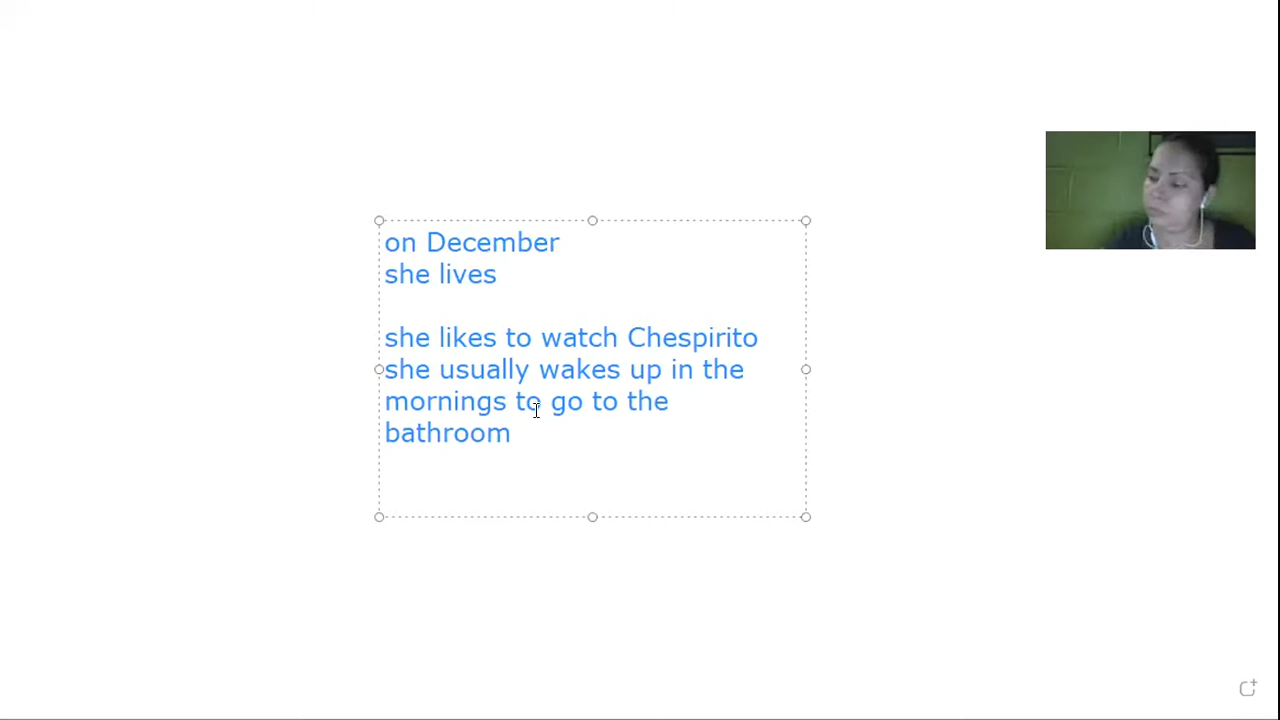 on December
she lives
she likes to watch Chespirito
she usually wakes up in the
mornings to go to the
bathroom